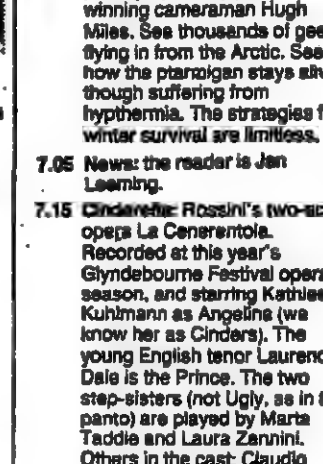 winning cameraman Hugh
Miles. See thousands of gee
flying in from the Arctic. See
how the ptarmigan stays aliv
though suffering from
hypthermia. The strategies f
winter survival are limitless.
7.05 News: the reader is Jan
Leeming.
7.15 Cinderella: Rossini's two-ac
opera La Cenerentola.
Recorded at this year's
Glyndebourne Festival opera
season, and starring Kathlee
Kuhlmann as Angelina (we
know her as Cinders). The
young English tenor Laurenc
Dale is the Prince. The two
step-sisters (not Ugly, as in
panto) are played by Marta
Taddie and Laura Zannini.
Others in the cast: Claudio